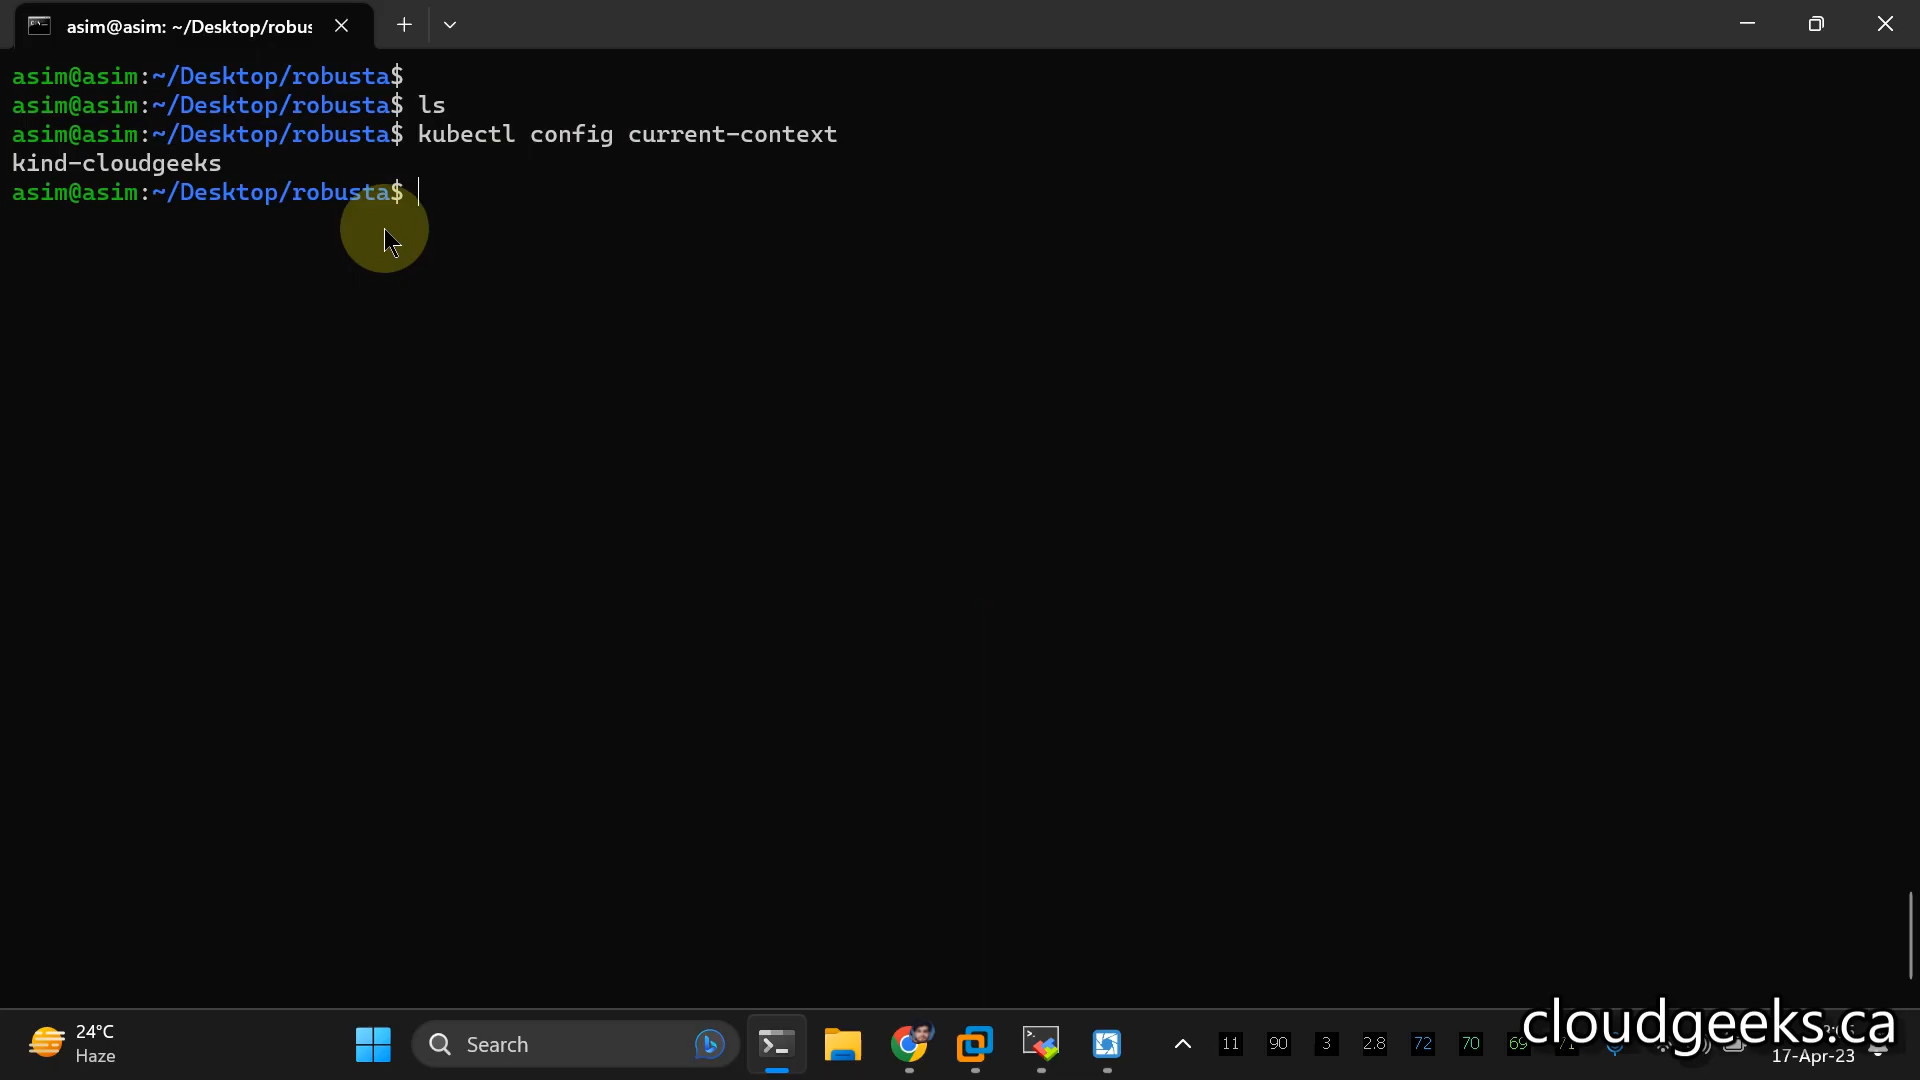 asim@asim: ~/Desktop/robus
asim@asim:~/Desktop/robusta$
asim@asim:~/Desktop/robusta$ ls
asim@asim:~/Desktop/robusta$ kubectl config current-context
kind-cloudgeeks
asim@asim:~/Desktop/robusta$
24°C
Haze
Search
11 90 3 2.8 72 70 69
cloudgeeks.ca
17-Apr-23